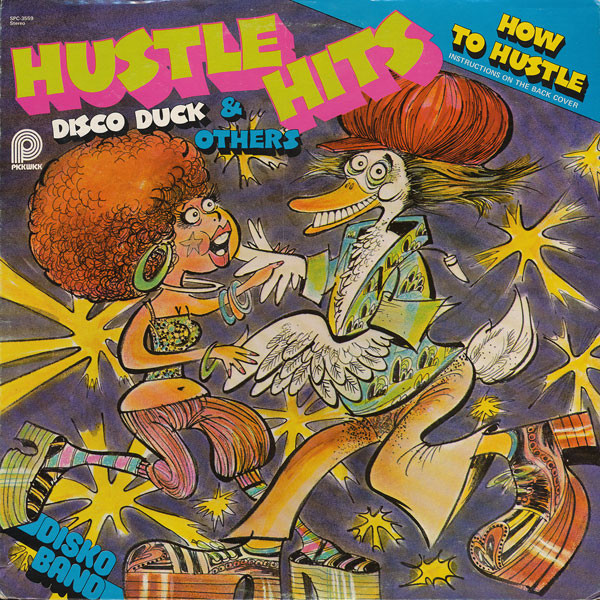 SPC-3559
Stereo
HUSTLE
HITS
DISCO DUCK &
OTHERS
HOW
TO HUSTLE
INSTRUCTIONS ON THE BACK COVER
P
PICKWICK
DISKO
BAND